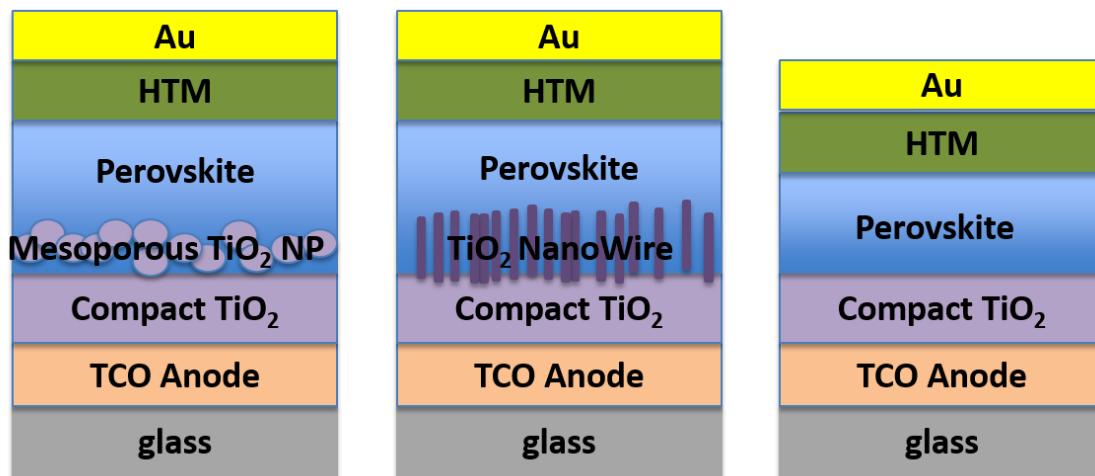 Au
HTM
Perovskite
Mesoporous TiO₂ NP
Compact TiO₂
TCO Anode
glass
Au
HTM
Perovskite
TiO₂ NanoWire
Compact TiO₂
TCO Anode
glass
Au
HTM
Perovskite
Compact TiO₂
TCO Anode
glass